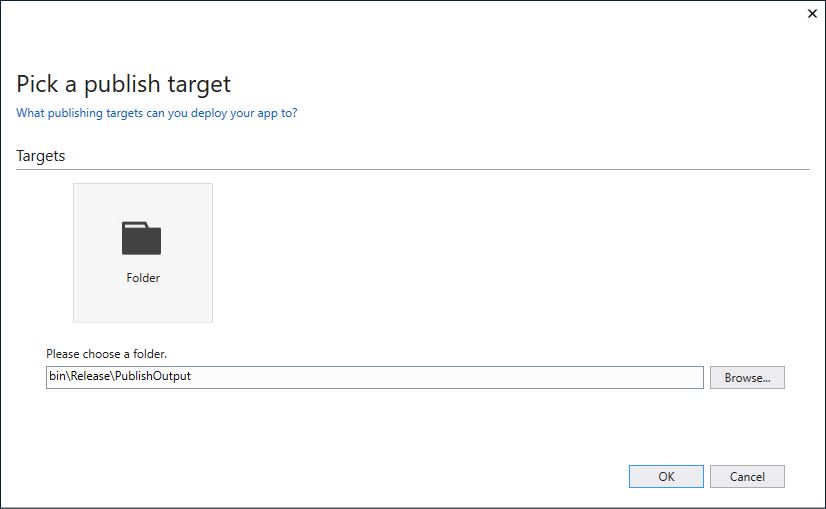 Pick a publish target
What publishing targets can you deploy your app to?
Targets
Folder
Please choose a folder.
bin\Release\PublishOutput
Browse...
OK
Cancel